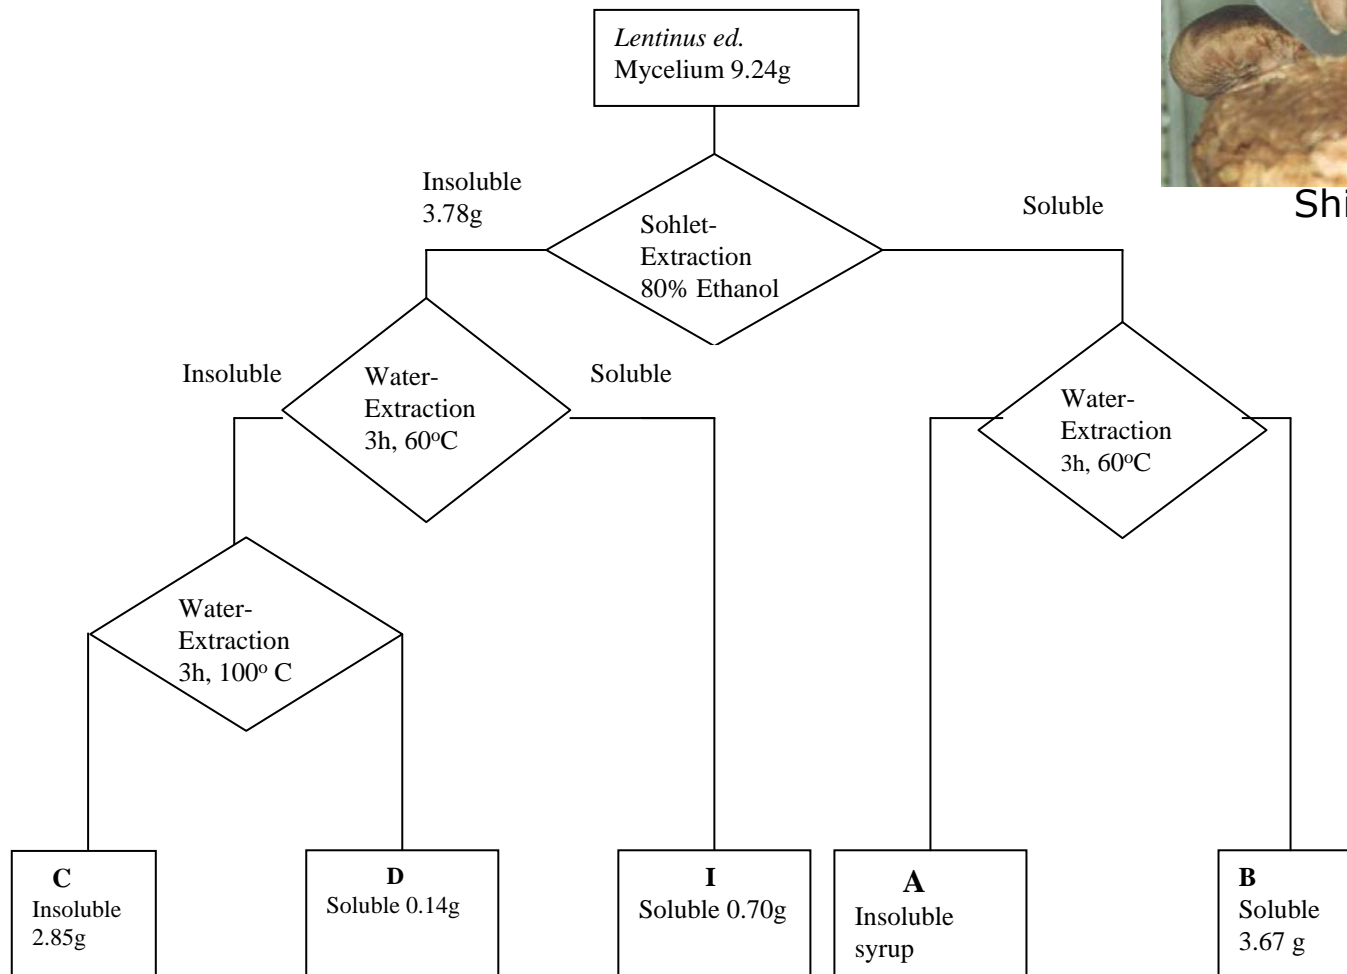 Lentinus ed.
Mycelium 9.24g
Insoluble
3.78g
Soluble
Shi
Sohlet-
Extraction
80% Ethanol
Insoluble
Water-
Extraction
3h, 60°C
Soluble
Water-
Extraction
3h, 60°C
Water-
Extraction
3h, 100° C
C
Insoluble
2.85g
D
Soluble 0.14g
I
Soluble 0.70g
A
Insoluble
syrup
B
Soluble
3.67 g